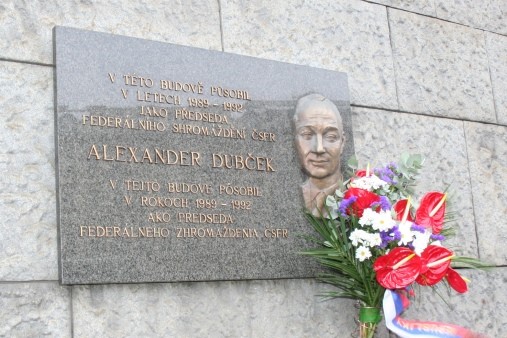 V TÉTO BUDOVĚ PŮSOBIL
V LETECH 1989 - 1992
JAKO PŘEDSEDA
FEDERÁLNÍHO SHROMÁŽDĚNÍ ČSFR
ALEXANDER DUBČEK
V TEJTO BUDOVE PÔSOBIL
V ROKOCH 1989 - 1992
AKO PREDSEDA
FEDERÁLNEHO ZHROMAŽDENIA ČSFR